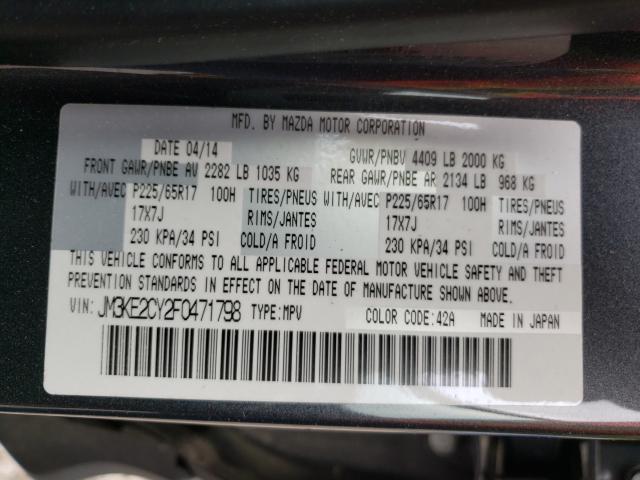 MFD. BY MAZDA MOTOR CORPORATION
DATE 04/14 GVWR/PNBV 4409 LB 2000 KG
FRONT GAWR/PNBE AV 2282 LB 1035 KG REAR GAWR/PNBE AR 2134 LB 968 KG
WITH/AVEC P225/65R17 100H TIRES/PNEUS WITH/AVEC P225/65R17 100H TIRES/PNEUS
17X7J RIMS/JANTES 17X7J RIMS/JANTES
230 KPA/34 PSI COLD/A FROID 230 KPA/34 PSI COLD/A FROID
THIS VEHICLE CONFORMS TO ALL APPLICABLE FEDERAL MOTOR VEHICLE SAFETY AND THEFT
PREVENTION STANDARDS IN EFFECT ON THE DATE OF MANUFACTURE SHOWN ABOVE.
VIN: JM3KE2CY2F0471798 TYPE:MPV COLOR CODE:42A MADE IN JAPAN